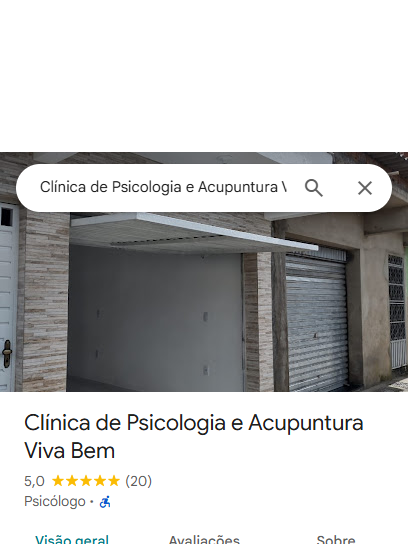 Clínica de Psicologia e Acupuntura V
Clínica de Psicologia e Acupuntura
Viva Bem
5,0 ★★★★★ (20)
Psicólogo ·
Visão geral Avaliações Sobre